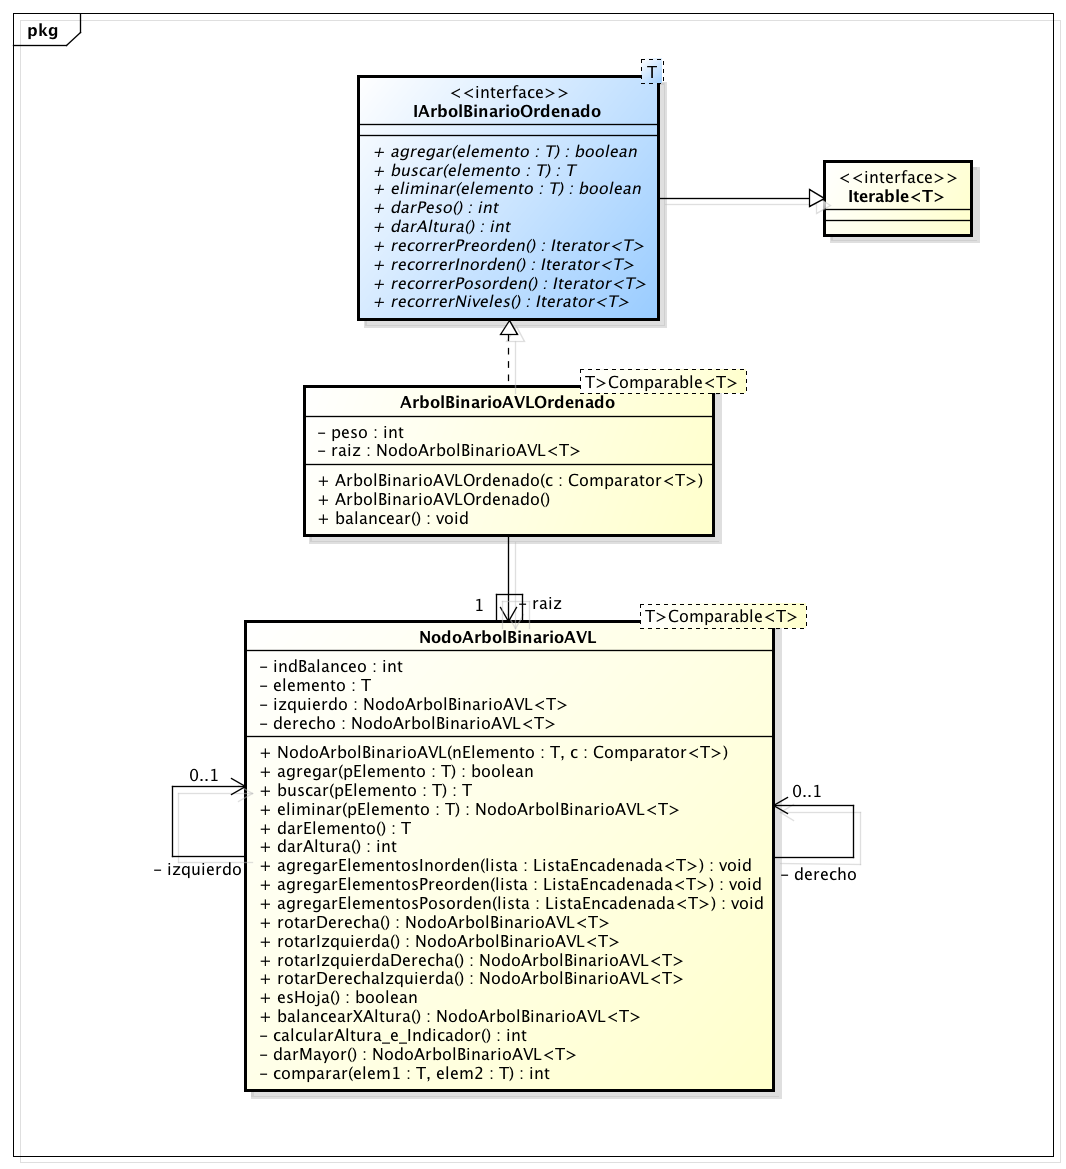 pkg
T
<<interface>>
IArbolBinarioOrdenado
+ agregar(elemento : T) : boolean
+ buscar(elemento : T) : T
+ eliminar(elemento : T) : boolean
+ darPeso() : int
+ darAltura() : int
+ recorrerPreorden() : Iterator<T>
+ recorrerInorden() : Iterator<T>
+ recorrerPosorden() : Iterator<T>
+ recorrerNiveles() : Iterator<T>
<<interface>>
Iterable<T>
T>Comparable<T>
ArbolBinarioAVLOrdenado
- peso : int
- raiz : NodoArbolBinarioAVL<T>
+ ArbolBinarioAVLOrdenado(c : Comparator<T>)
+ ArbolBinarioAVLOrdenado()
+ balancear() : void
1
- raiz
T>Comparable<T>
NodoArbolBinarioAVL
- indBalanceo : int
- elemento : T
- izquierdo : NodoArbolBinarioAVL<T>
- derecho : NodoArbolBinarioAVL<T>
+ NodoArbolBinarioAVL(nElemento : T, c : Comparator<T>)
+ agregar(pElemento : T) : boolean
+ buscar(pElemento : T) : T
+ eliminar(pElemento : T) : NodoArbolBinarioAVL<T>
+ darElemento() : T
+ darAltura() : int
+ agregarElementosInorden(lista : ListaEncadenada<T>) : void
+ agregarElementosPreorden(lista : ListaEncadenada<T>) : void
+ agregarElementosPosorden(lista : ListaEncadenada<T>) : void
+ rotarDerecha() : NodoArbolBinarioAVL<T>
+ rotarIzquierda() : NodoArbolBinarioAVL<T>
+ rotarIzquierdaDerecha() : NodoArbolBinarioAVL<T>
+ rotarDerechaIzquierda() : NodoArbolBinarioAVL<T>
+ esHoja() : boolean
+ balancearXAltura() : NodoArbolBinarioAVL<T>
- calcularAltura_e_Indicador() : int
- darMayor() : NodoArbolBinarioAVL<T>
- comparar(elem1 : T, elem2 : T) : int
0..1
- izquierdo
0..1
- derecho